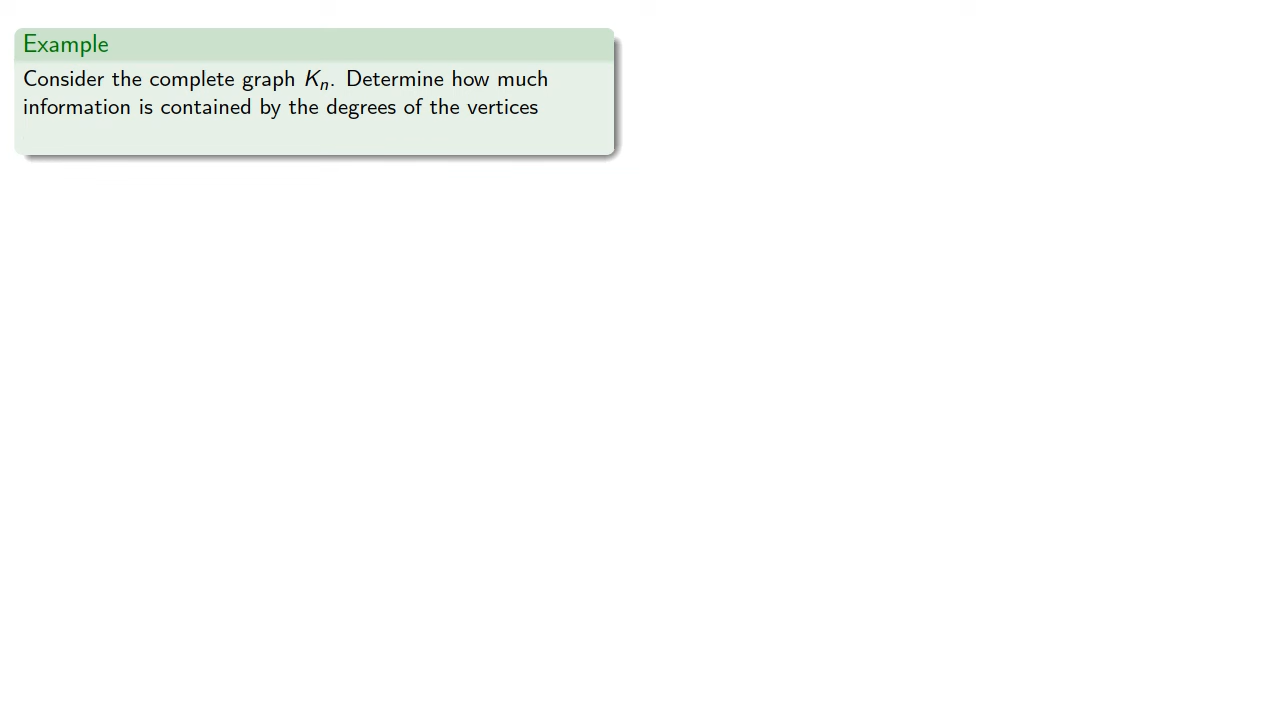 Example
Consider the complete graph Kₙ. Determine how much
information is contained by the degrees of the vertices